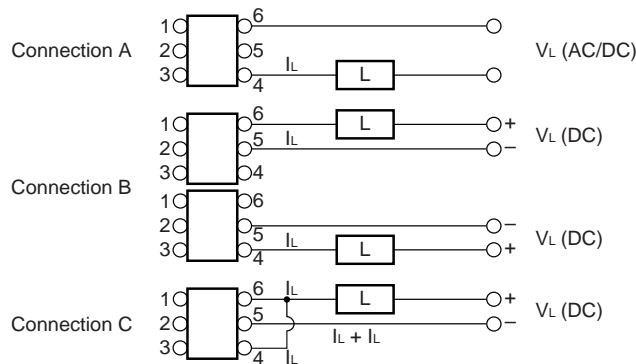 Connection A
1 6
2 5
3 4 IL L
VL (AC/DC)
Connection B
1 6 L +
2 5 IL −
3 4
VL (DC)
1 6
2 5 −
3 4 IL L +
VL (DC)
Connection C
1 6 IL L +
2 5 IL + IL −
3 4 IL
VL (DC)